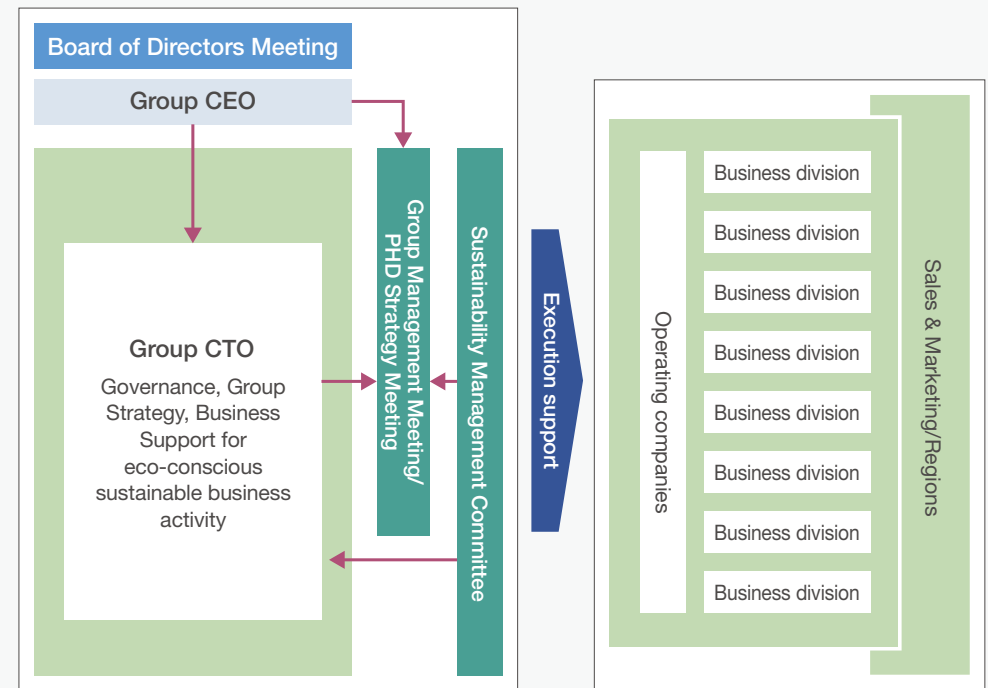 Board of Directors Meeting
Group CEO
Group CTO
Governance, Group
Strategy, Business
Support for
eco-conscious
sustainable business
activity
Group Management Meeting/
PHD Strategy Meeting
Sustainability Management Committee
Execution support
Operating companies
Business division
Business division
Business division
Business division
Business division
Business division
Business division
Business division
Sales & Marketing/Regions